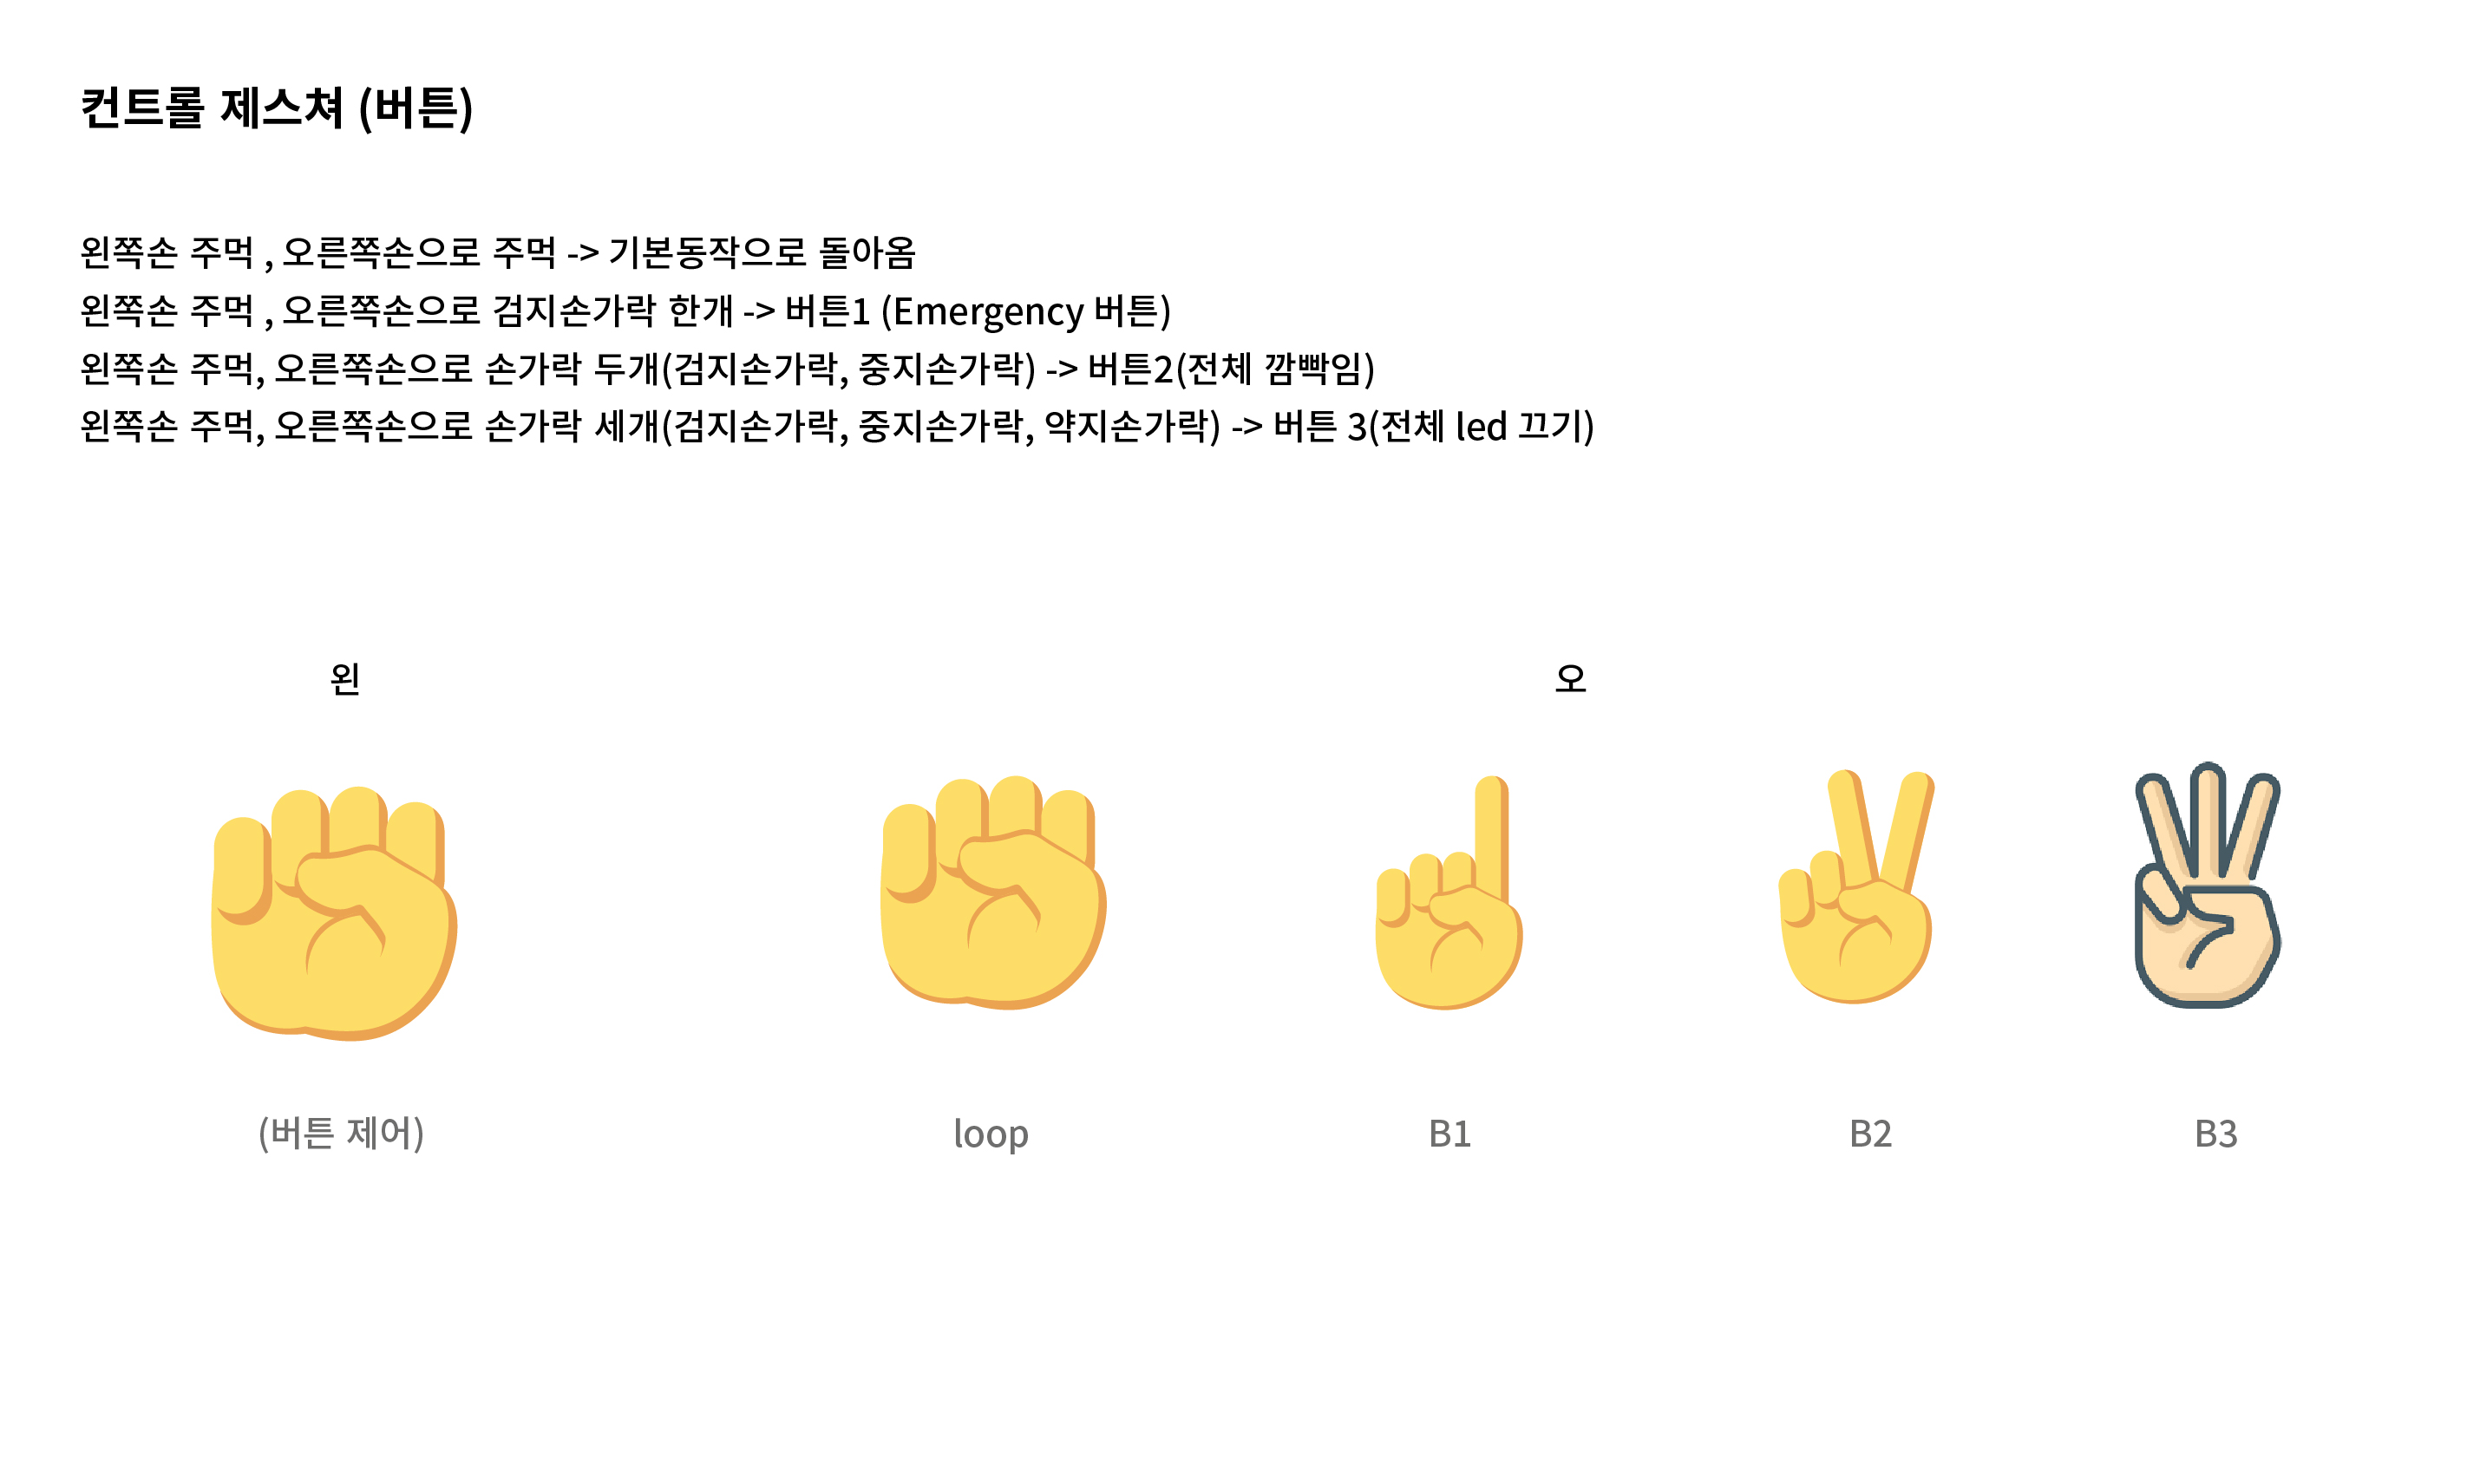 컨트롤 제스쳐 (버튼)
왼쪽손 주먹 , 오른쪽손으로 주먹 -> 기본동작으로 돌아옴
왼쪽손 주먹 , 오른쪽손으로 검지손가락 한개 -> 버튼1 (Emergency 버튼)
왼쪽손 주먹, 오른쪽손으로 손가락 두개(검지손가락, 중지손가락) -> 버튼2(전체 깜빡임)
왼쪽손 주먹, 오른쪽손으로 손가락 세개(검지손가락, 중지손가락, 약지손가락) -> 버튼 3(전체 led 끄기)
왼 오
(버튼 제어) loop B1 B2 B3